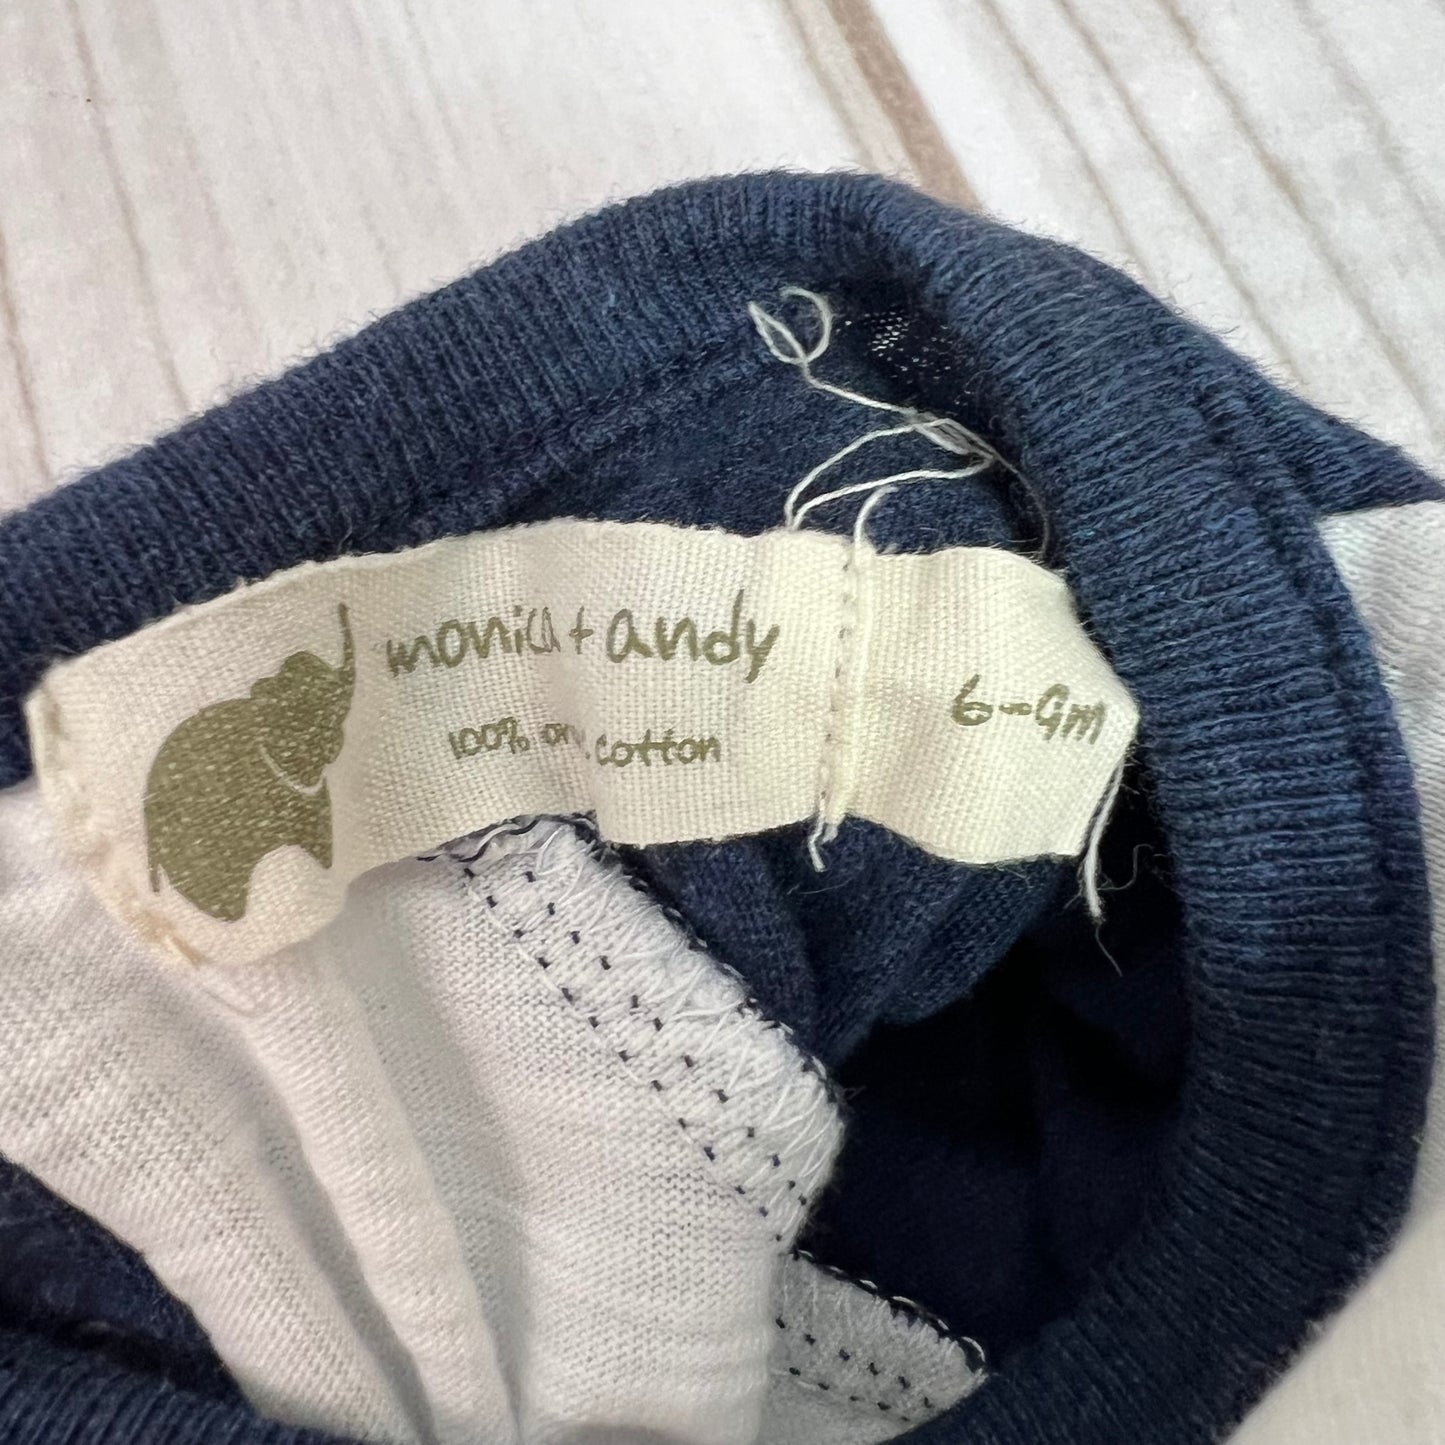 monica + andy
100% cotton
6-9m